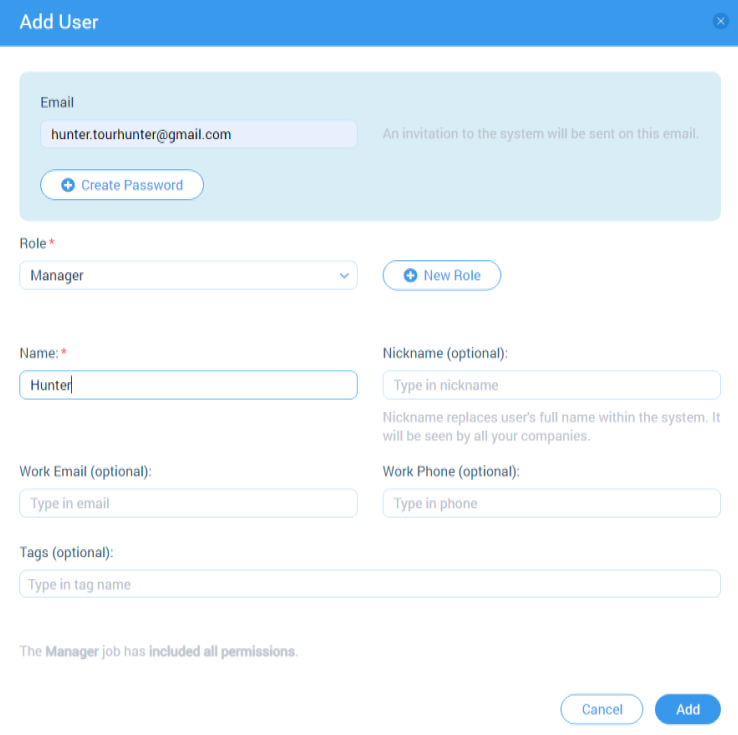 Add User
Email
hunter.tourhunter@gmail.com
An invitation to the system will be sent on this email.
Create Password
Role *
Manager
New Role
Name: *
Nickname (optional):
Hunter
Type in nickname
Nickname replaces user's full name within the system. It
will be seen by all your companies.
Work Email (optional):
Work Phone (optional):
Type in email
Type in phone
Tags (optional):
Type in tag name
The Manager job has included all permissions.
Cancel
Add